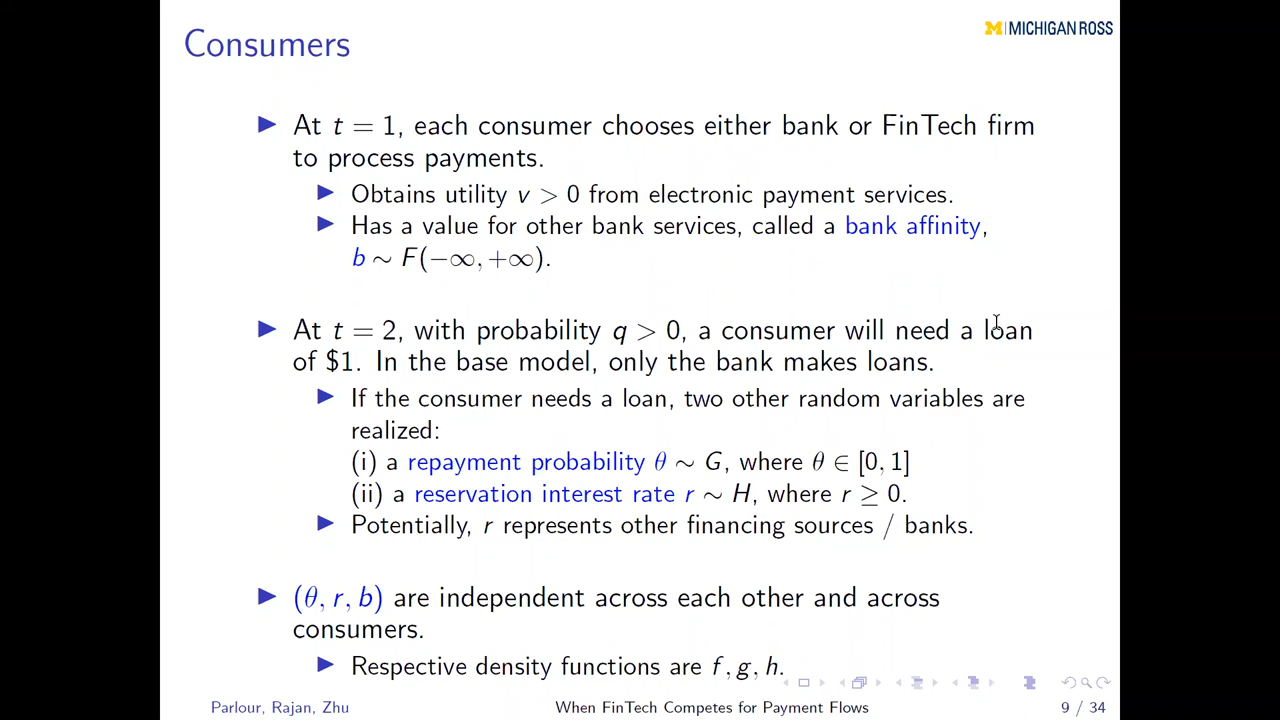 Consumers
M | MICHIGAN ROSS
▶ At t = 1, each consumer chooses either bank or FinTech firm
to process payments.
▶ Obtains utility v > 0 from electronic payment services.
▶ Has a value for other bank services, called a bank affinity,
b ∼ F(−∞, +∞).
▶ At t = 2, with probability q > 0, a consumer will need a loan
of $1. In the base model, only the bank makes loans.
▶ If the consumer needs a loan, two other random variables are
realized:
(i) a repayment probability θ ∼ G, where θ ∈ [0, 1]
(ii) a reservation interest rate r ∼ H, where r ≥ 0.
▶ Potentially, r represents other financing sources / banks.
▶ (θ, r, b) are independent across each other and across
consumers.
▶ Respective density functions are f, g, h.
Parlour, Rajan, Zhu
When FinTech Competes for Payment Flows
9 / 34